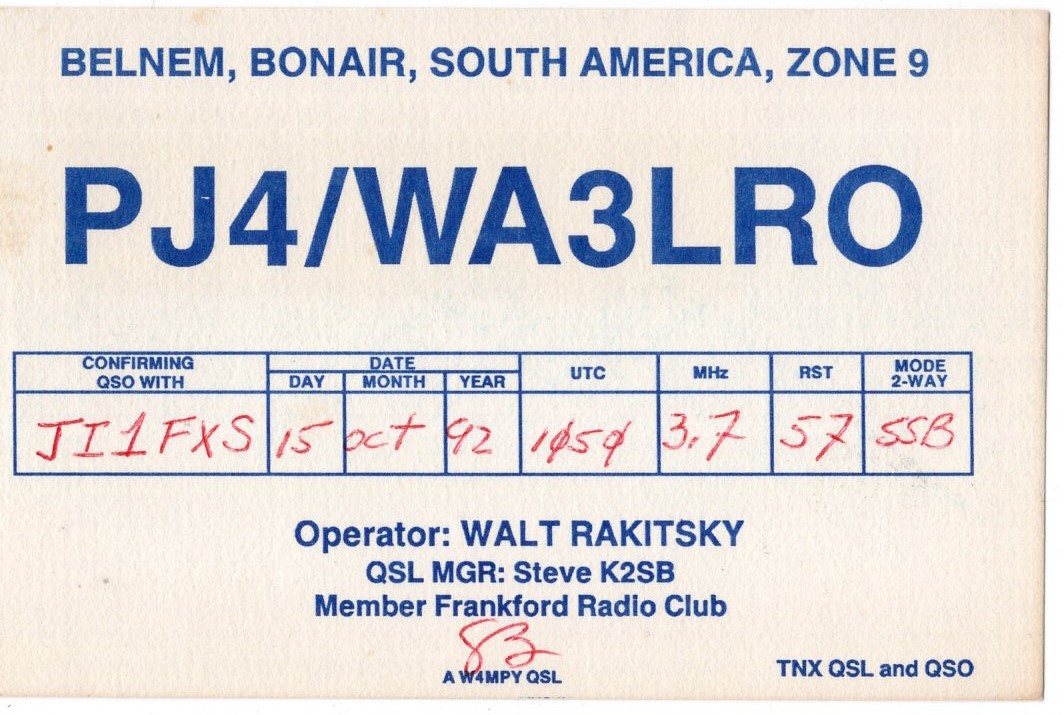 BELNEM, BONAIR, SOUTH AMERICA, ZONE 9
PJ4/WA3LRO
CONFIRMING QSO WITH DATE DAY MONTH YEAR UTC MHz RST MODE 2-WAY
JI1FXS 15 oct 92 1050 3.7 57 SSB
Operator: WALT RAKITSKY
QSL MGR: Steve K2SB
Member Frankford Radio Club
A W4MPY QSL
TNX QSL and QSO